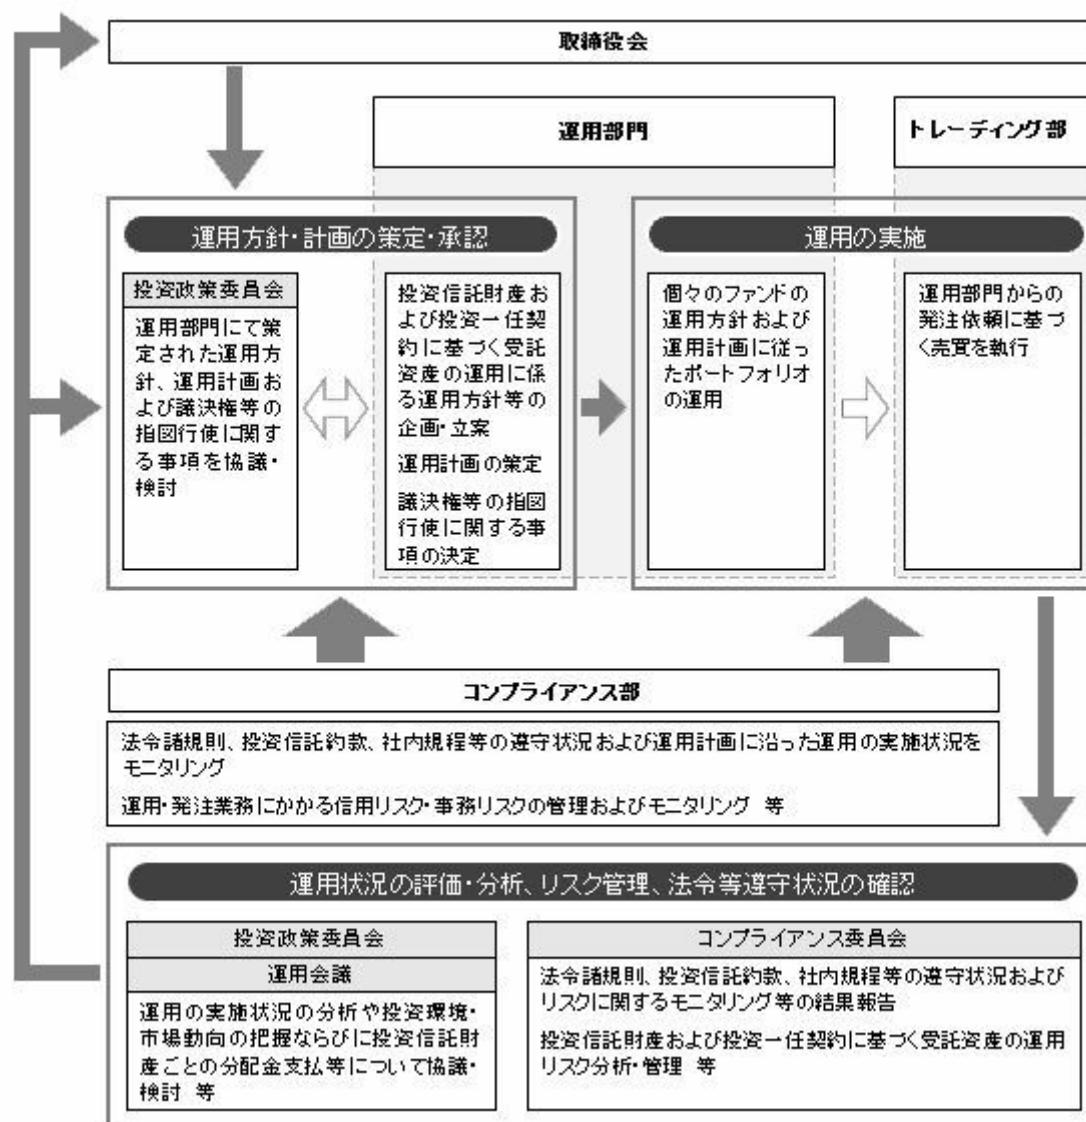 取締役会
運用部門
トレーディング部
運用方針・計画の策定・承認
投資政策委員会
運用部門にて策
定された運用方
針、運用計画お
よび議決権等の
指図行使に関す
る事項を協議・
検討
投資信託財産お
よび投資一任契
約に基づく受託
資産の運用に係
る運用方針等の
企画・立案
運用計画の策定
議決権等の指図
行使に関する事
項の決定
運用の実施
個々のファンドの
運用方針および
運用計画に従っ
たポートフォリオ
の運用
運用部門からの
発注依頼に基づ
く売買を執行
コンプライアンス部
法令諸規則、投資信託約款、社内規程等の遵守状況および運用計画に沿った運用の実施状況を
モニタリング
運用・発注業務にかかる信用リスク・事務リスクの管理およびモニタリング 等
運用状況の評価・分析、リスク管理、法令等遵守状況の確認
投資政策委員会
運用会議
運用の実施状況の分析や投資環境・
市場動向の把握ならびに投資信託財
産ごとの分配金支払等について協議・
検討 等
コンプライアンス委員会
法令諸規則、投資信託約款、社内規程等の遵守状況および
リスクに関するモニタリング等の結果報告
投資信託財産および投資一任契約に基づく受託資産の運用
リスク分析・管理 等